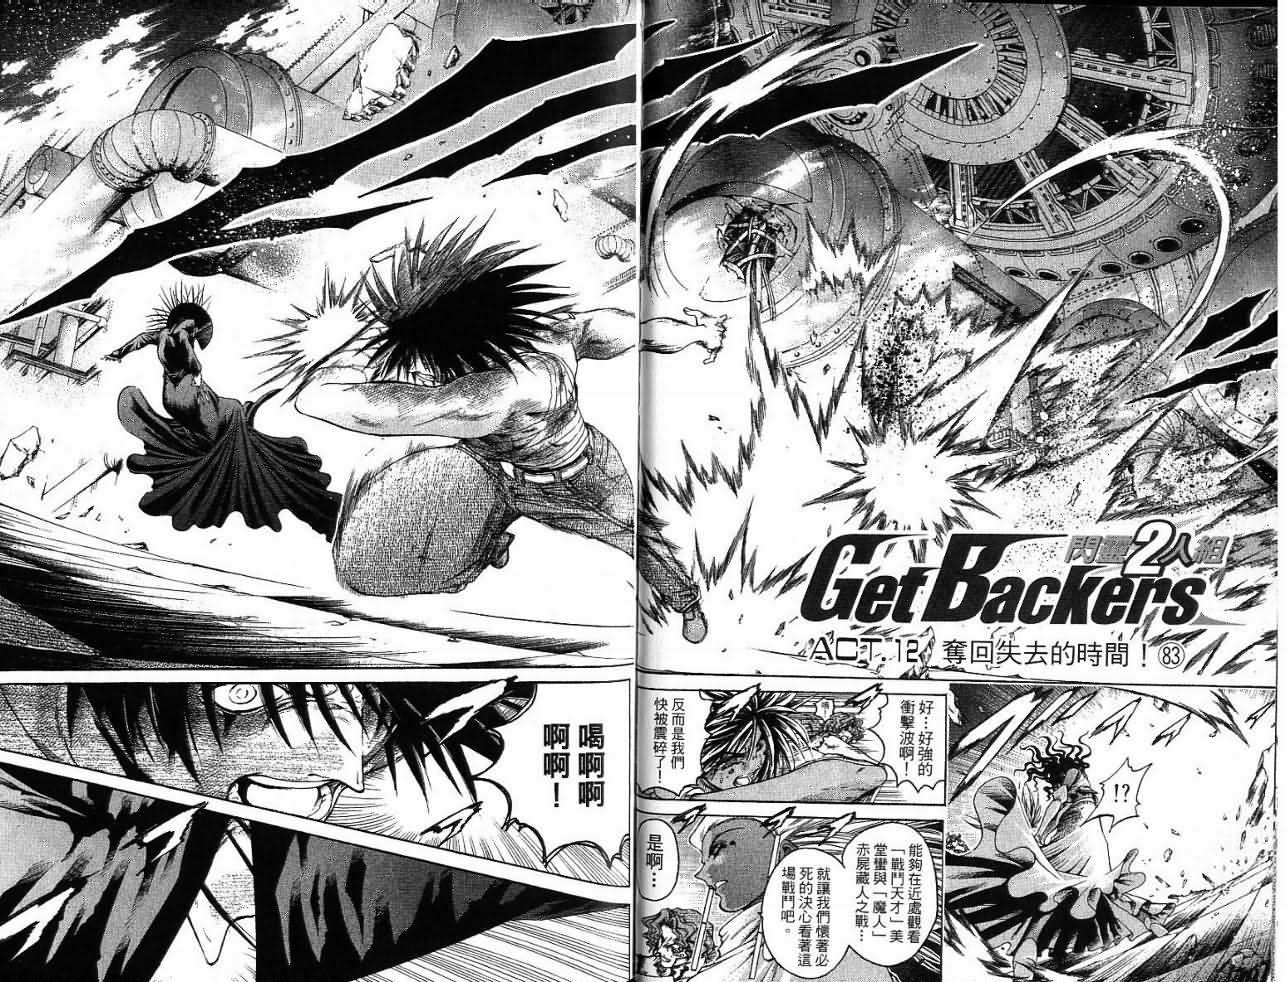 閃靈2人組
GetBackers
ACT. 12 奪回失去的時間！83
!?
好…好強的
衝擊波啊！
嗚！
反而是我們
快被震碎了！
能夠在近處觀看
「戰鬥天才」美
堂蠻與「魔人」
赤屍藏人之戰…
就讓我們懷著必
死的決心看著這
場戰鬥吧。
是啊…
喝啊啊
啊啊！